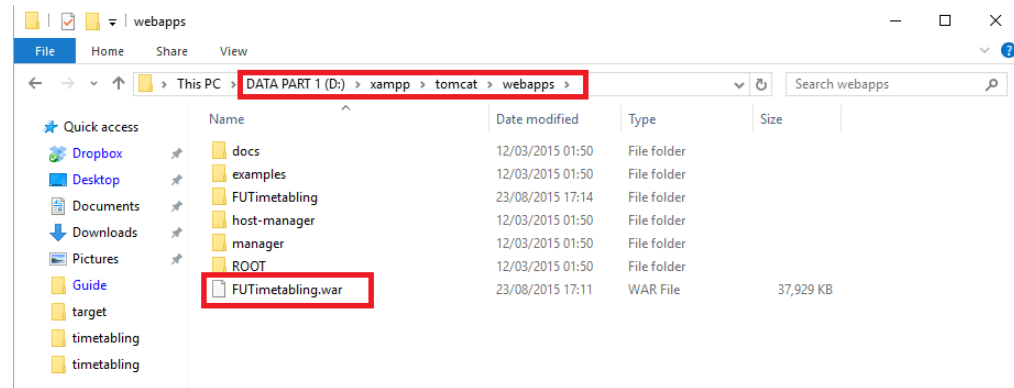 webapps
File Home Share View
This PC > DATA PART 1 (D:) > xampp > tomcat > webapps > Search webapps
Name Date modified Type Size
Quick access
Dropbox
Desktop
Documents
Downloads
Pictures
Guide
target
timetabling
timetabling
docs 12/03/2015 01:50 File folder
examples 12/03/2015 01:50 File folder
FUTimetabling 23/08/2015 17:14 File folder
host-manager 12/03/2015 01:50 File folder
manager 12/03/2015 01:50 File folder
ROOT 12/03/2015 01:50 File folder
FUTimetabling.war 23/08/2015 17:11 WAR File 37,929 KB